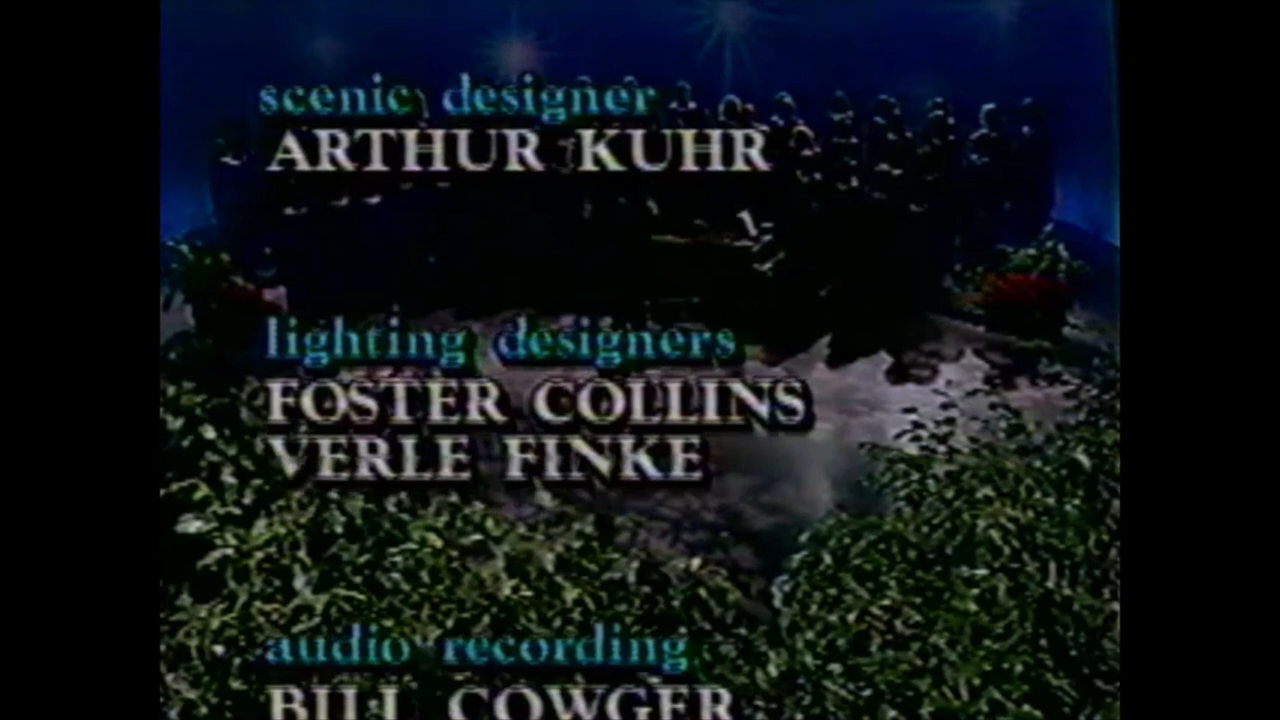 scenic designer
ARTHUR KUHR
lighting designers
FOSTER COLLINS
VERLE FINKE
audio recording
BILL COWGER